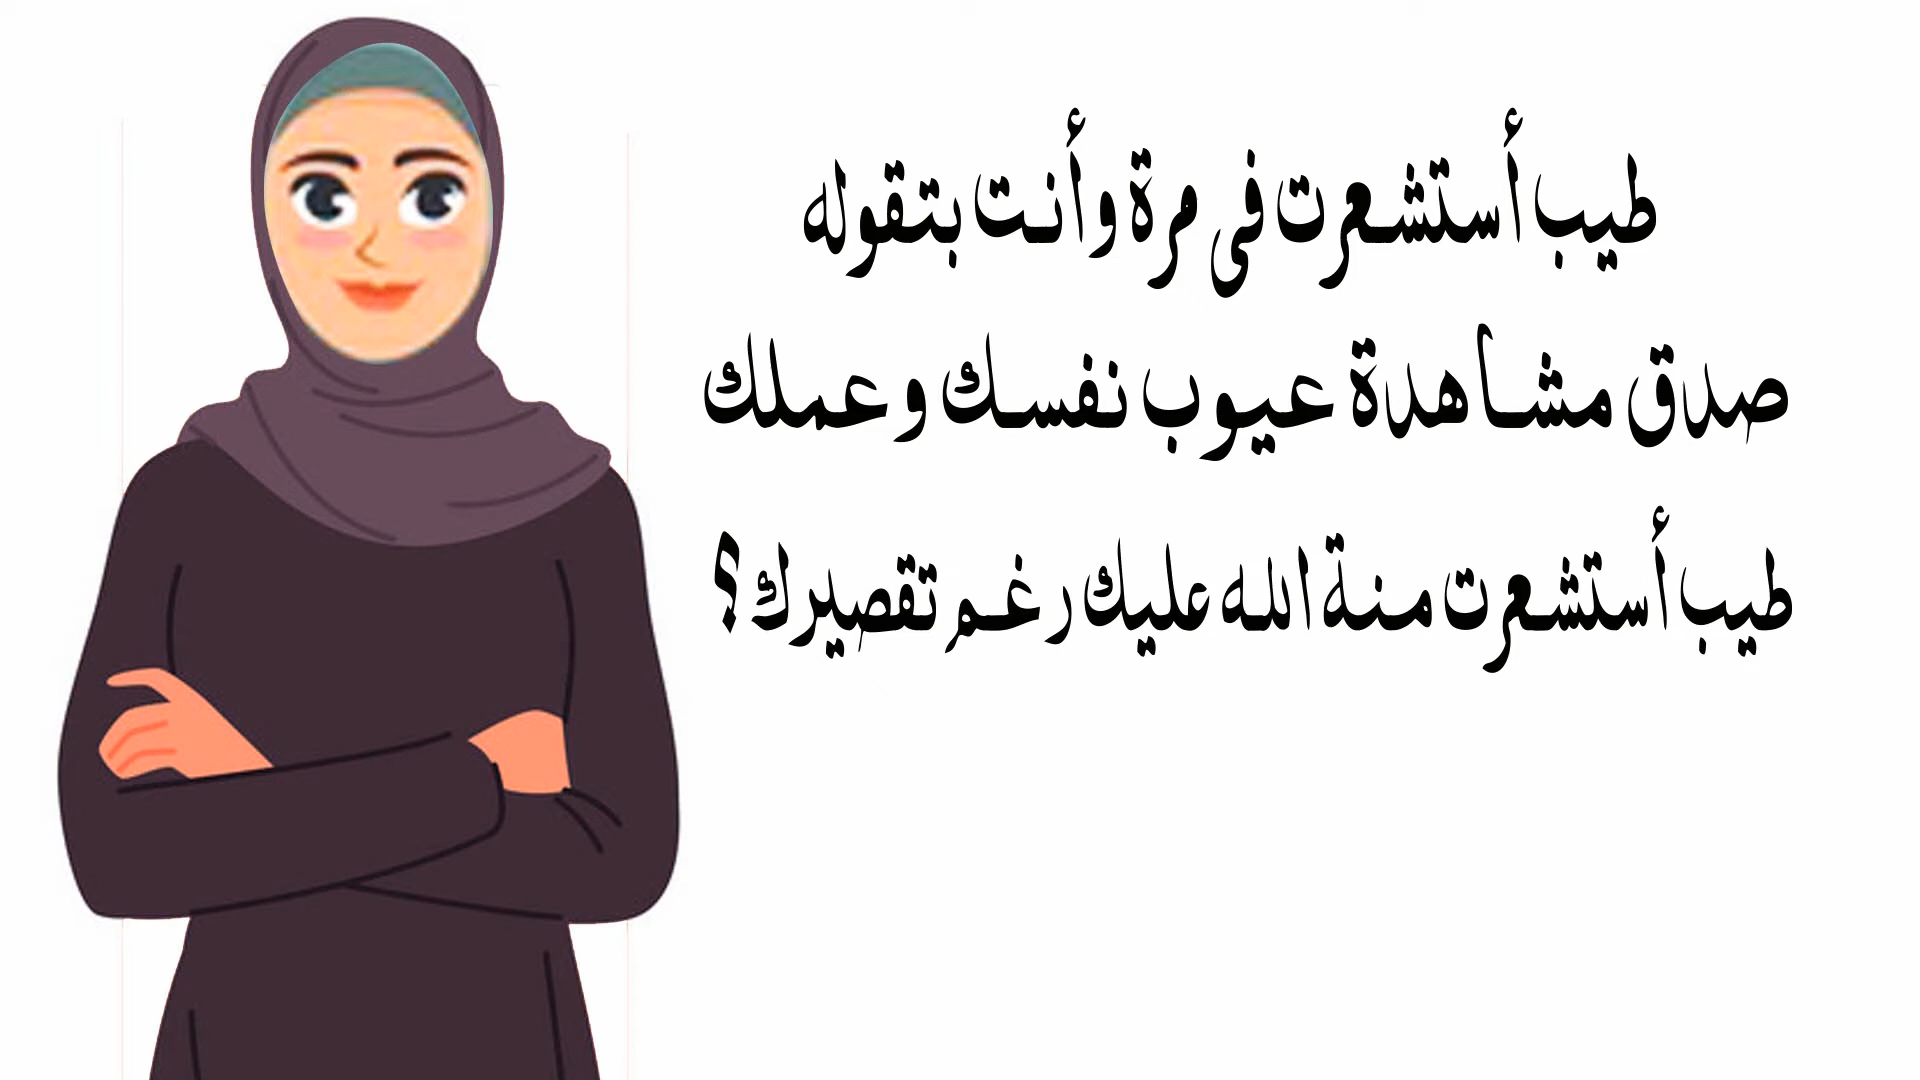 طيب أستشعرت فى مرة وأنت بتقوله
صدق مشاهدة عيوب نفسك وعملك
طيب أستشعرت منة الله عليك رغم تقصيرك ؟